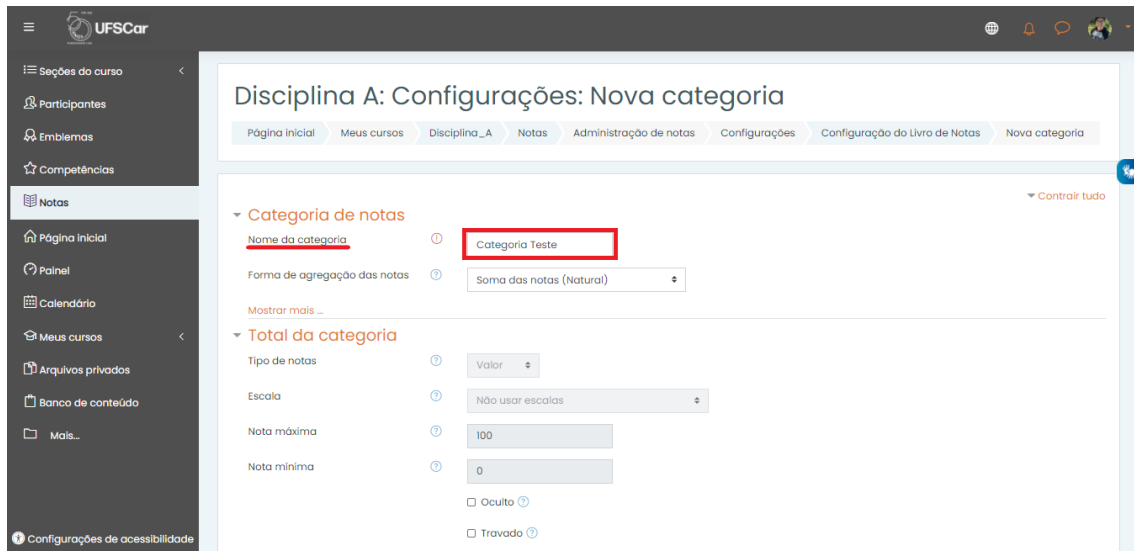 UFSCar
Seções do curso
Participantes
Emblemas
Competências
Notas
Página inicial
Painel
Calendário
Meus cursos
Arquivos privados
Banco de conteúdo
Mais...
Configurações de acessibilidade
Disciplina A: Configurações: Nova categoria
Página inicial Meus cursos Disciplina_A Notas Administração de notas Configurações Configuração do Livro de Notas Nova categoria
Contrair tudo
Categoria de notas
Nome da categoria Categoria Teste
Forma de agregação das notas Soma das notas (Natural)
Mostrar mais ...
Total da categoria
Tipo de notas Valor
Escala Não usar escalas
Nota máxima 100
Nota mínima 0
Oculto
Travado